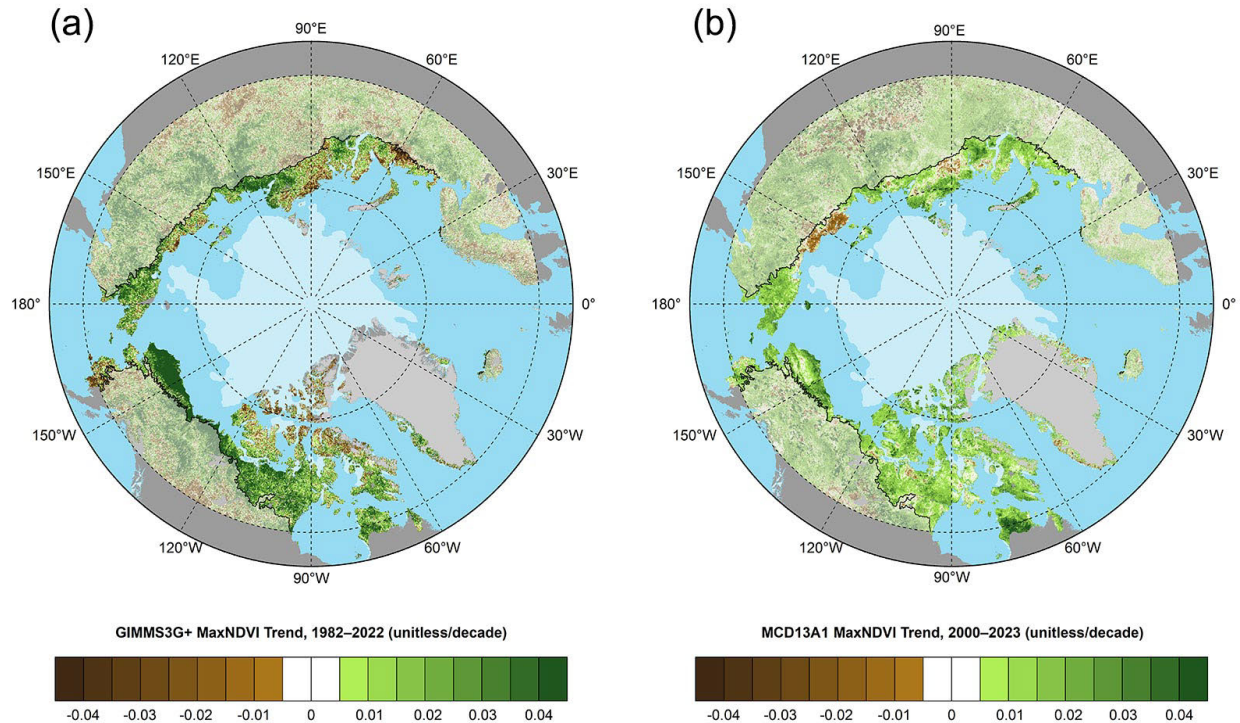 (a)
90°E
120°E
60°E
150°E
30°E
180°
0°
150°W
30°W
120°W
60°W
90°W
GIMMS3G+ MaxNDVI Trend, 1982–2022 (unitless/decade)
-0.04 -0.03 -0.02 -0.01 0 0.01 0.02 0.03 0.04
(b)
90°E
120°E
60°E
150°E
30°E
180°
0°
150°W
30°W
120°W
60°W
90°W
MCD13A1 MaxNDVI Trend, 2000–2023 (unitless/decade)
-0.04 -0.03 -0.02 -0.01 0 0.01 0.02 0.03 0.04